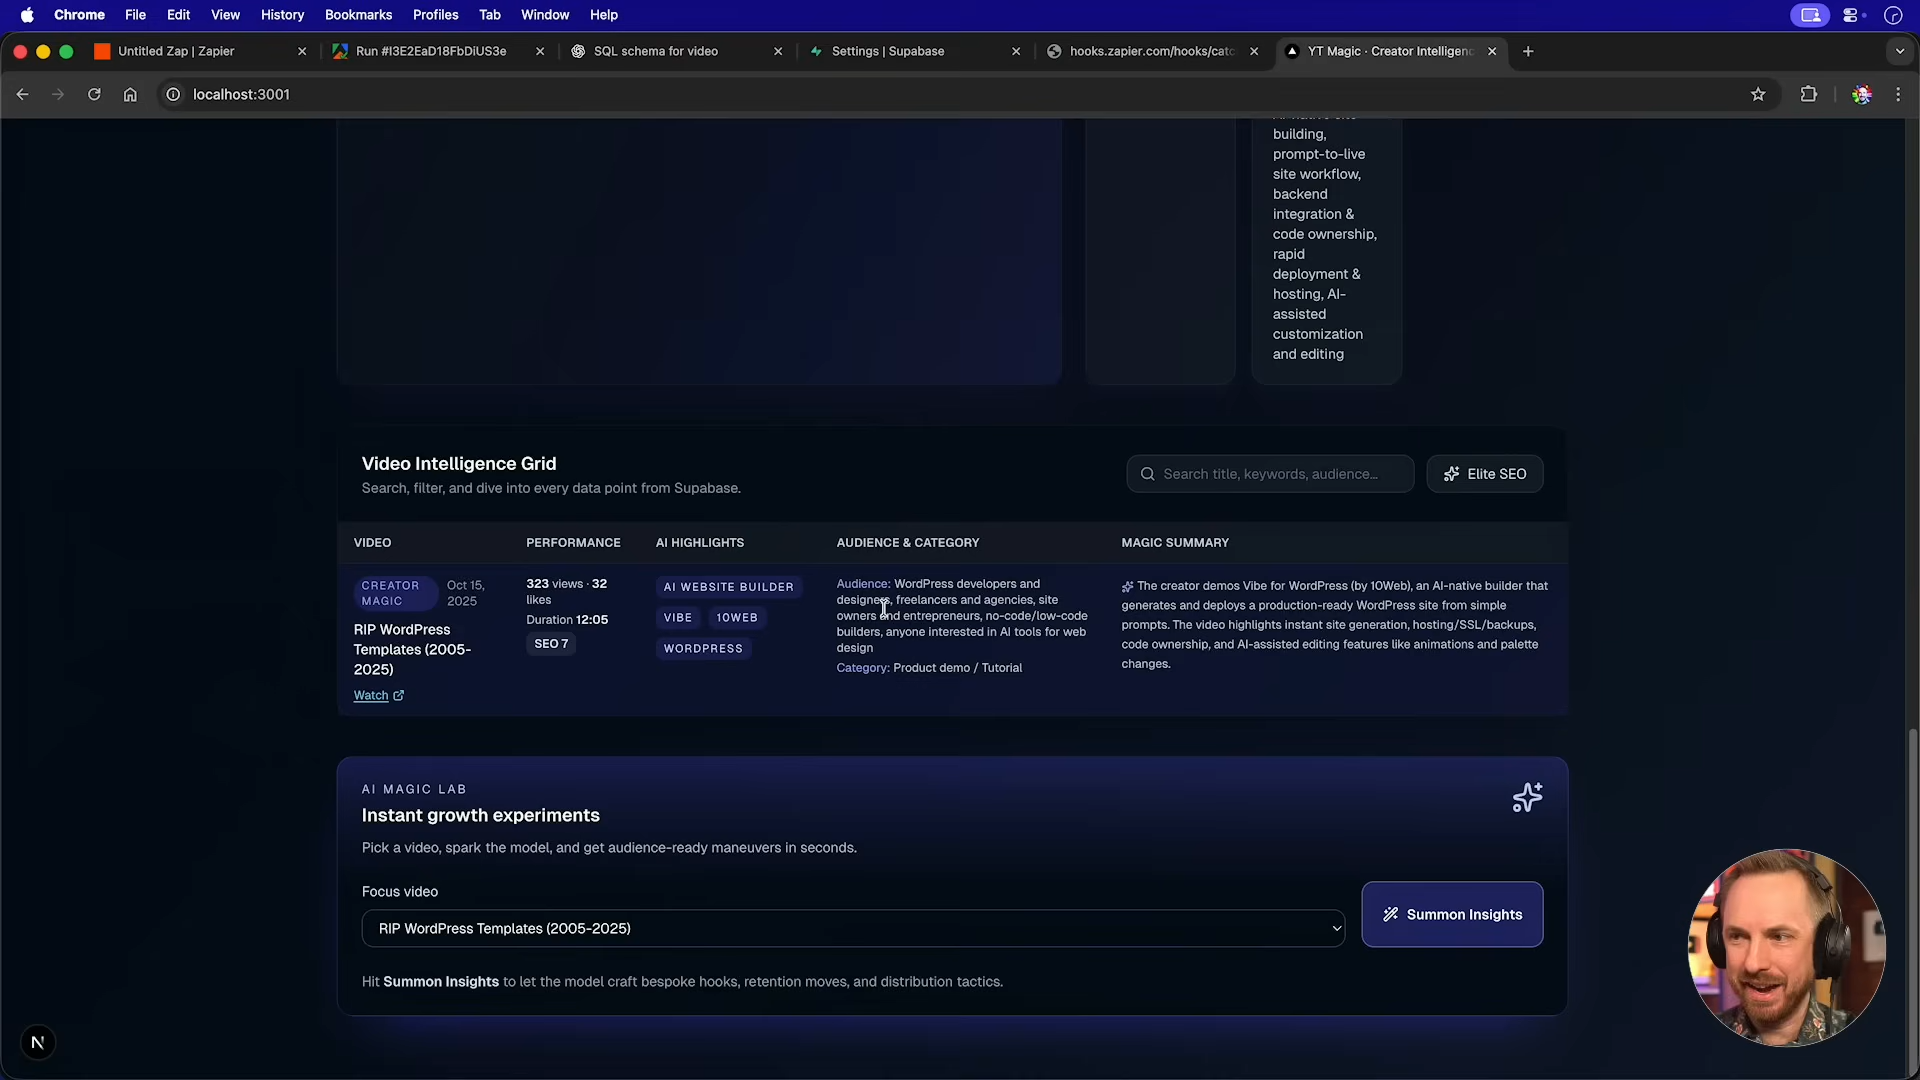 Chrome File Edit View History Bookmarks Profiles Tab Window Help
Untitled Zap | Zapier
Run #I3E2EaD18FbDiUS3e
SQL schema for video
Settings | Supabase
hooks.zapier.com/hooks/catc
YT Magic · Creator Intelligenc
localhost:3001
building,
prompt-to-live
site workflow,
backend
integration &
code ownership,
rapid
deployment &
hosting, AI-
assisted
customization
and editing
Video Intelligence Grid
Search, filter, and dive into every data point from Supabase.
Search title, keywords, audience...
Elite SEO
VIDEO PERFORMANCE AI HIGHLIGHTS AUDIENCE & CATEGORY MAGIC SUMMARY
CREATOR
MAGIC
Oct 15,
2025
RIP WordPress
Templates (2005-
2025)
Watch
323 views · 32
likes
Duration 12:05
SEO 7
AI WEBSITE BUILDER
VIBE 10WEB
WORDPRESS
Audience: WordPress developers and
designers, freelancers and agencies, site
owners and entrepreneurs, no-code/low-code
builders, anyone interested in AI tools for web
design
Category: Product demo / Tutorial
The creator demos Vibe for WordPress (by 10Web), an AI-native builder that
generates and deploys a production-ready WordPress site from simple
prompts. The video highlights instant site generation, hosting/SSL/backups,
code ownership, and AI-assisted editing features like animations and palette
changes.
AI MAGIC LAB
Instant growth experiments
Pick a video, spark the model, and get audience-ready maneuvers in seconds.
Focus video
RIP WordPress Templates (2005-2025)
Summon Insights
Hit Summon Insights to let the model craft bespoke hooks, retention moves, and distribution tactics.
N